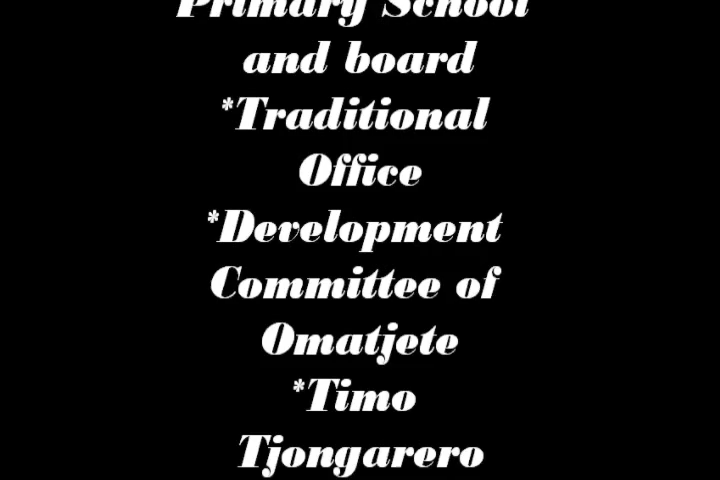 Primary School
and board
*Traditional
Office
*Development
Committee of
Omatjete
*Timo
Tjongarero